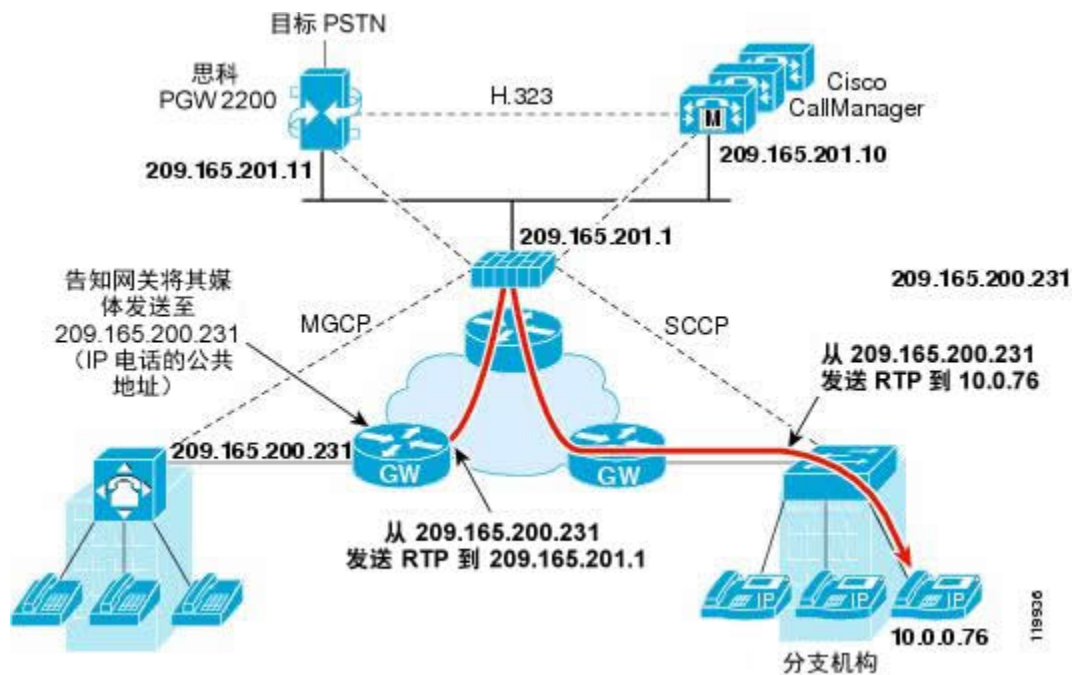 目标 PSTN
思科
PGW 2200
H.323
Cisco
CallManager
M
209.165.201.11
209.165.201.10
209.165.201.1
209.165.200.231
告知网关将其媒
体发送至
209.165.200.231
（IP 电话的公共
地址）
MGCP
SCCP
从 209.165.200.231
发送 RTP 到 10.0.76
209.165.200.231
GW
GW
从 209.165.200.231
发送 RTP 到 209.165.201.1
IP
IP
IP
10.0.0.76
分支机构
119936